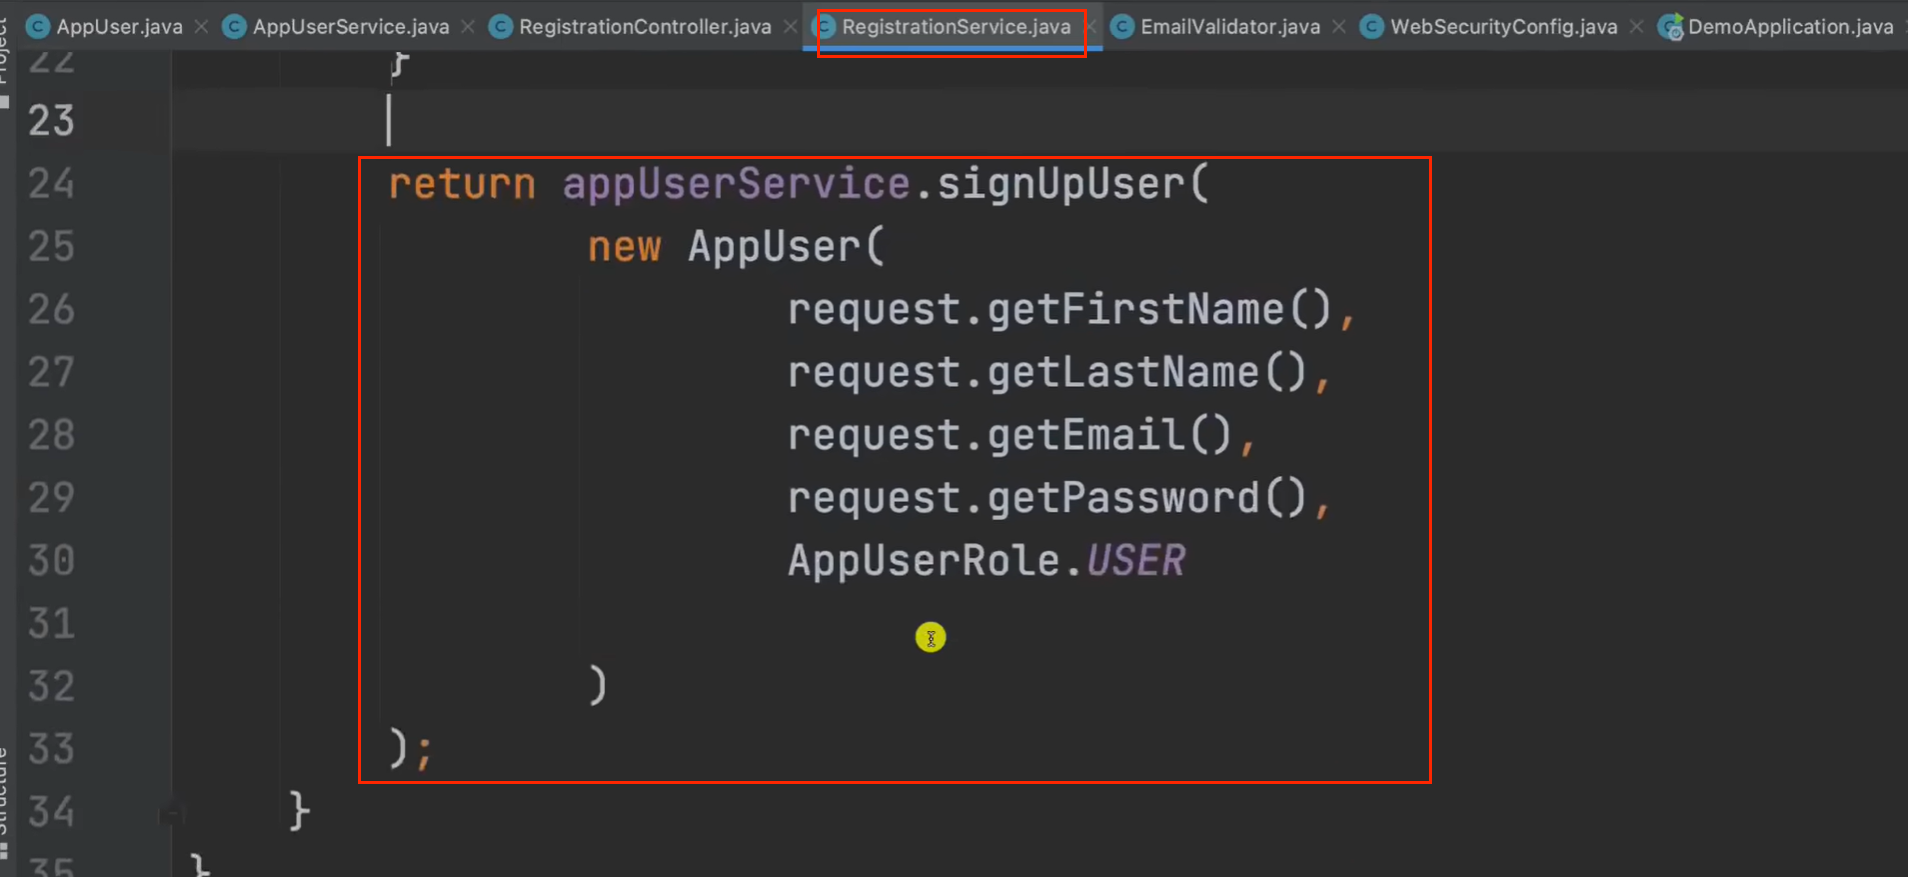 AppUser.java AppUserService.java RegistrationController.java RegistrationService.java EmailValidator.java WebSecurityConfig.java DemoApplication.java
Project
22 }
23
24 return appUserService.signUpUser(
25 new AppUser(
26 request.getFirstName(),
27 request.getLastName(),
28 request.getEmail(),
29 request.getPassword(),
30 AppUserRole.USER
31
32 )
33 );
34 }
35 }
Structure